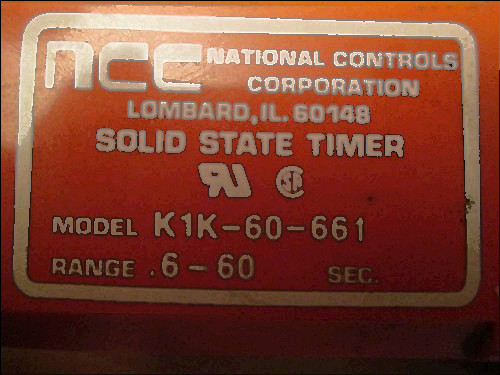 ncc NATIONAL CONTROLS
CORPORATION
LOMBARD, IL. 60148
SOLID STATE TIMER
MODEL K1K-60-661
RANGE .6-60 SEC.